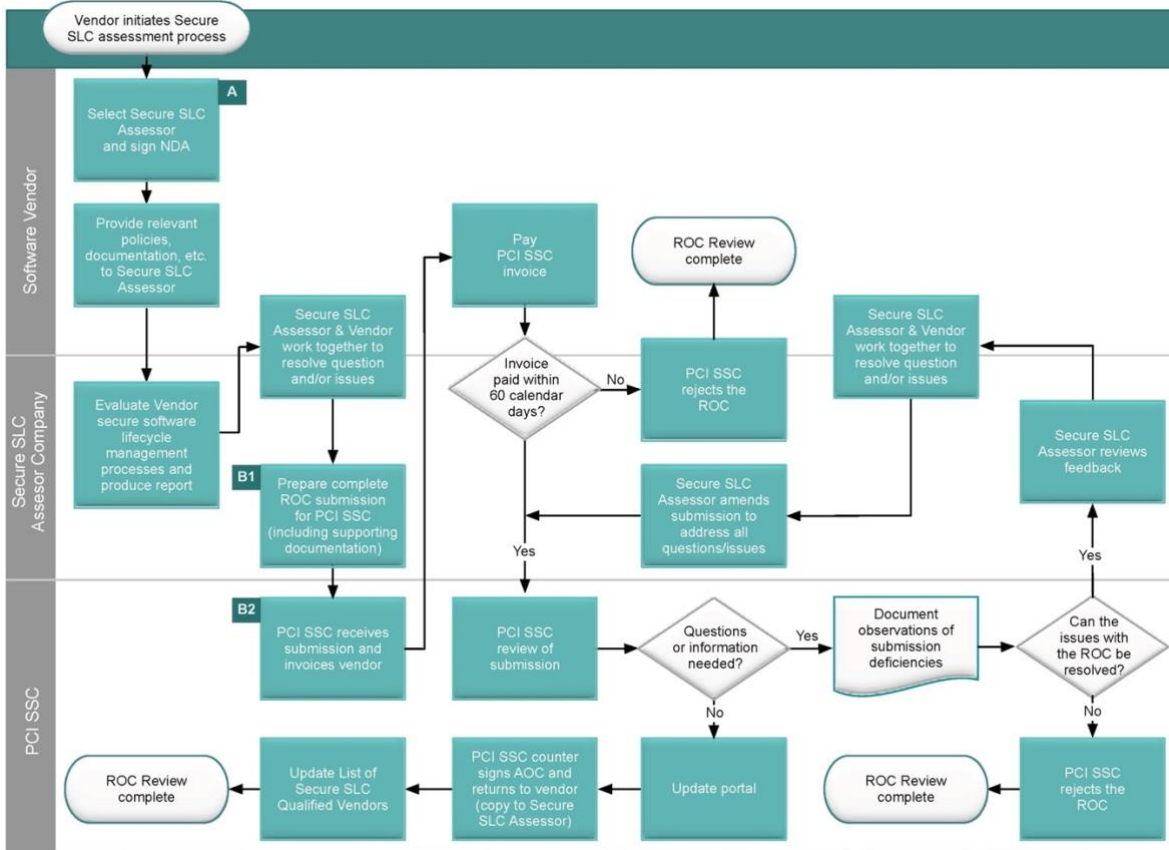 Vendor initiates Secure
SLC assessment process
Software Vendor
A
Select Secure SLC
Assessor
and sign NDA
Provide relevant
policies,
documentation, etc.
to Secure SLC
Assessor
Secure SLC
Assessor & Vendor
work together to
resolve question
and/or issues
Pay
PCI SSC
invoice
ROC Review
complete
Secure SLC
Assessor & Vendor
work together to
resolve question
and/or issues
Secure SLC
Assesor Company
Evaluate Vendor
secure software
lifecycle
management
processes and
produce report
B1
Prepare complete
ROC submission
for PCI SSC
(including supporting
documentation)
Invoice
paid within
60 calendar
days?
No
PCI SSC
rejects the
ROC
Yes
Secure SLC
Assessor amends
submission to
address all
questions/issues
Secure SLC
Assessor reviews
feedback
Yes
PCI SSC
B2
PCI SSC receives
submission and
invoices vendor
PCI SSC
review of
submission
Questions
or information
needed?
Yes
Document
observations of
submission
deficiencies
Can the
issues with
the ROC be
resolved?
No
No
ROC Review
complete
Update List of
Secure SLC
Qualified Vendors
PCI SSC counter
signs AOC and
returns to vendor
(copy to Secure
SLC Assessor)
Update portal
ROC Review
complete
PCI SSC
rejects the
ROC